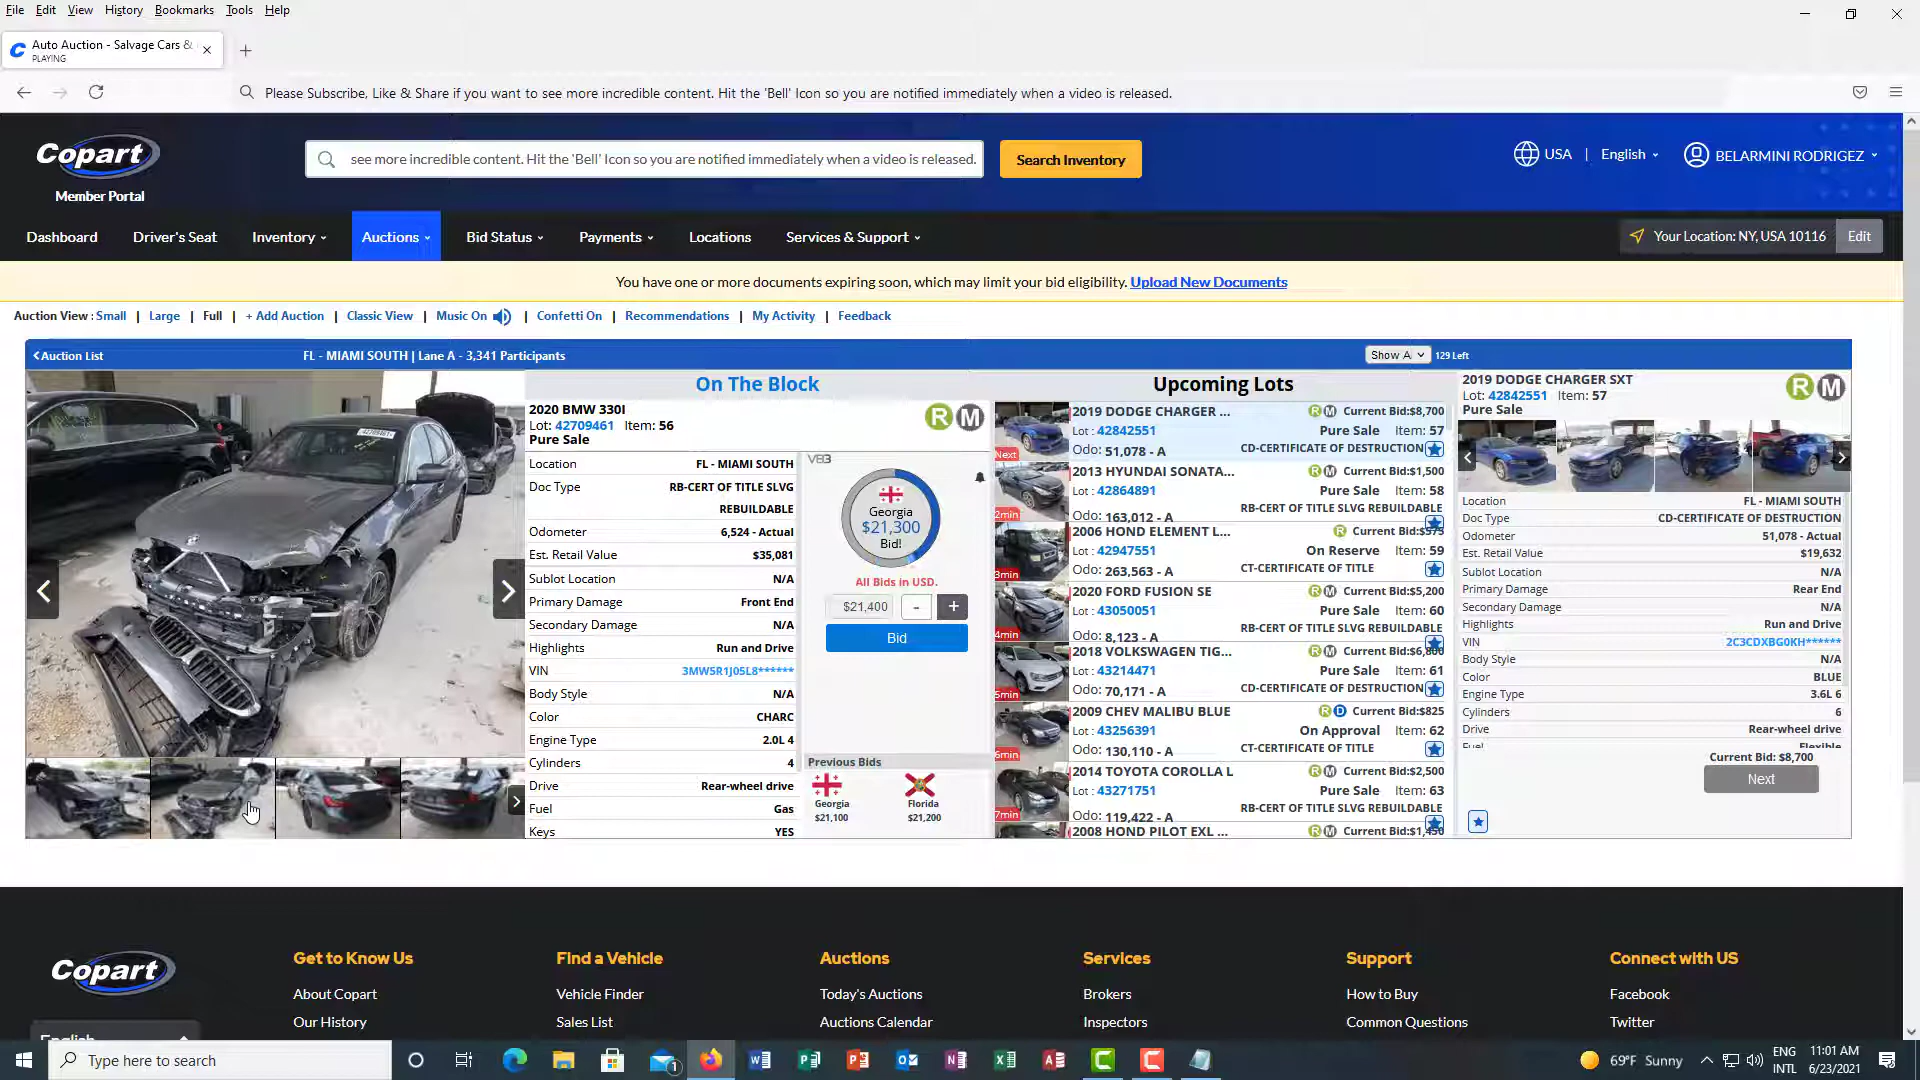 File Edit View History Bookmarks Tools Help
Auto Auction - Salvage Cars &
PLAYING
Please Subscribe, Like & Share if you want to see more incredible content. Hit the 'Bell' Icon so you are notified immediately when a video is released.
Copart
Member Portal
see more incredible content. Hit the 'Bell' Icon so you are notified immediately when a video is released.
Search Inventory
USA | English
BELARMINI RODRIGEZ
Dashboard Driver's Seat Inventory Auctions Bid Status Payments Locations Services & Support
Your Location: NY, USA 10116 Edit
You have one or more documents expiring soon, which may limit your bid eligibility. Upload New Documents
Auction View : Small | Large | Full | + Add Auction | Classic View | Music On | Confetti On | Recommendations | My Activity | Feedback
Auction List
FL - MIAMI SOUTH | Lane A - 3,341 Participants
Show A
129 Left
On The Block
2020 BMW 330I
Lot: 42709461 Item: 56
Pure Sale
R M
Location FL - MIAMI SOUTH
Doc Type RB-CERT OF TITLE SLVG
REBUILDABLE
Odometer 6,524 - Actual
Est. Retail Value $35,081
Sublot Location N/A
Primary Damage Front End
Secondary Damage N/A
Highlights Run and Drive
VIN 3MW5R1J05L8******
Body Style N/A
Color CHARC
Engine Type 2.0L 4
Cylinders 4
Drive Rear-wheel drive
Fuel Gas
Keys YES
VB3
Georgia
$21,300
Bid!
All Bids in USD.
$21,400 - +
Bid
Previous Bids
Georgia
$21,100
Florida
$21,200
Upcoming Lots
2019 DODGE CHARGER ... R M Current Bid:$8,700
Lot : 42842551 Pure Sale Item: 57
Next Odo: 51,078 - A CD-CERTIFICATE OF DESTRUCTION
2013 HYUNDAI SONATA... R M Current Bid:$1,500
Lot : 42864891 Pure Sale Item: 58
RB-CERT OF TITLE SLVG REBUILDABLE
2min Odo: 163,012 - A
2006 HOND ELEMENT L... R Current Bid:$575
Lot : 42947551 On Reserve Item: 59
3min Odo: 263,563 - A CT-CERTIFICATE OF TITLE
2020 FORD FUSION SE R M Current Bid:$5,200
Lot : 43050051 Pure Sale Item: 60
RB-CERT OF TITLE SLVG REBUILDABLE
4min Odo: 8,123 - A
2018 VOLKSWAGEN TIG... R M Current Bid:$6,800
Lot : 43214471 Pure Sale Item: 61
5min Odo: 70,171 - A CD-CERTIFICATE OF DESTRUCTION
2009 CHEV MALIBU BLUE R D Current Bid:$825
Lot : 43256391 On Approval Item: 62
6min Odo: 130,110 - A CT-CERTIFICATE OF TITLE
2014 TOYOTA COROLLA L R M Current Bid:$2,500
Lot : 43271751 Pure Sale Item: 63
RB-CERT OF TITLE SLVG REBUILDABLE
7min Odo: 119,422 - A
2008 HOND PILOT EXL ... R M Current Bid:$1,450
2019 DODGE CHARGER SXT
Lot: 42842551 Item: 57
Pure Sale
R M
Location FL - MIAMI SOUTH
Doc Type CD-CERTIFICATE OF DESTRUCTION
Odometer 51,078 - Actual
Est. Retail Value $19,632
Sublot Location N/A
Primary Damage Rear End
Secondary Damage N/A
Highlights Run and Drive
VIN 2C3CDXBG0KH******
Body Style N/A
Color BLUE
Engine Type 3.6L 6
Cylinders 6
Drive Rear-wheel drive
Fuel Flexible
Current Bid: $8,700
Next
Copart
English
Get to Know Us
About Copart
Our History
Find a Vehicle
Vehicle Finder
Sales List
Auctions
Today's Auctions
Auctions Calendar
Services
Brokers
Inspectors
Support
How to Buy
Common Questions
Connect with US
Facebook
Twitter
Type here to search
69°F Sunny
ENG
INTL
11:01 AM
6/23/2021